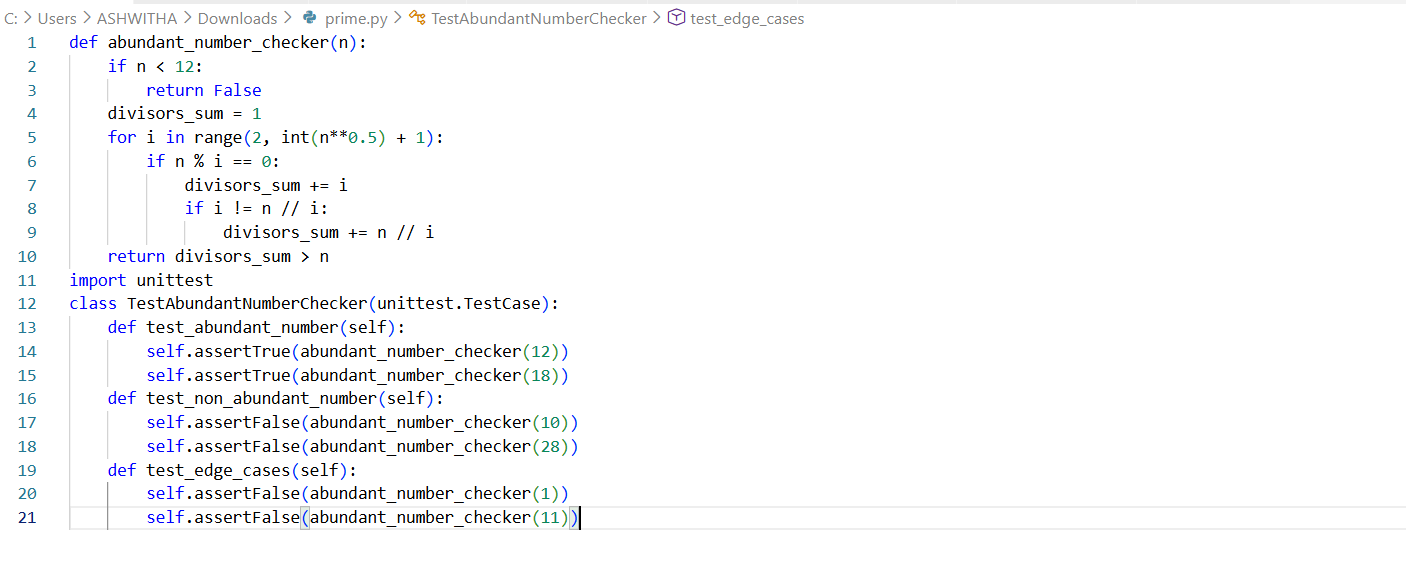 C: > Users > ASHWITHA > Downloads > prime.py > TestAbundantNumberChecker > test_edge_cases
1 def abundant_number_checker(n):
2     if n < 12:
3         return False
4     divisors_sum = 1
5     for i in range(2, int(n**0.5) + 1):
6         if n % i == 0:
7             divisors_sum += i
8             if i != n // i:
9                 divisors_sum += n // i
10     return divisors_sum > n
11 import unittest
12 class TestAbundantNumberChecker(unittest.TestCase):
13     def test_abundant_number(self):
14         self.assertTrue(abundant_number_checker(12))
15         self.assertTrue(abundant_number_checker(18))
16     def test_non_abundant_number(self):
17         self.assertFalse(abundant_number_checker(10))
18         self.assertFalse(abundant_number_checker(28))
19     def test_edge_cases(self):
20         self.assertFalse(abundant_number_checker(1))
21         self.assertFalse(abundant_number_checker(11))